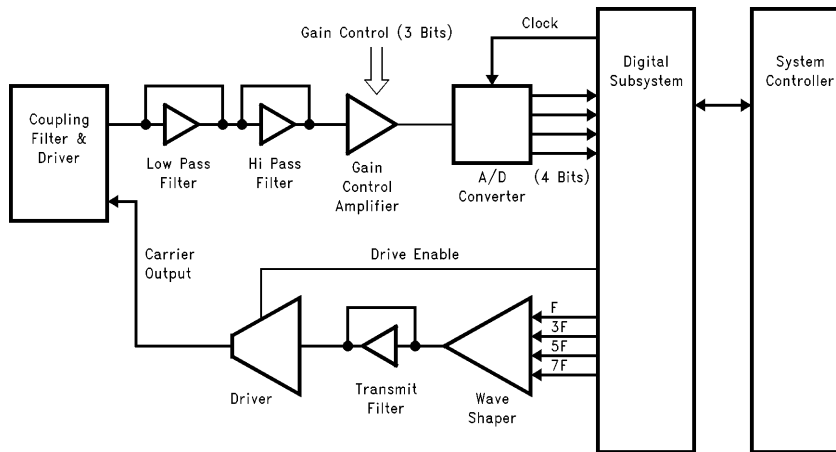 Gain Control (3 Bits)
Clock
Digital
Subsystem
System
Controller
Coupling
Filter &
Driver
Low Pass
Filter
Hi Pass
Filter
Gain
Control
Amplifier
A/D
Converter
(4 Bits)
Carrier
Output
Drive Enable
F
3F
5F
7F
Driver
Transmit
Filter
Wave
Shaper